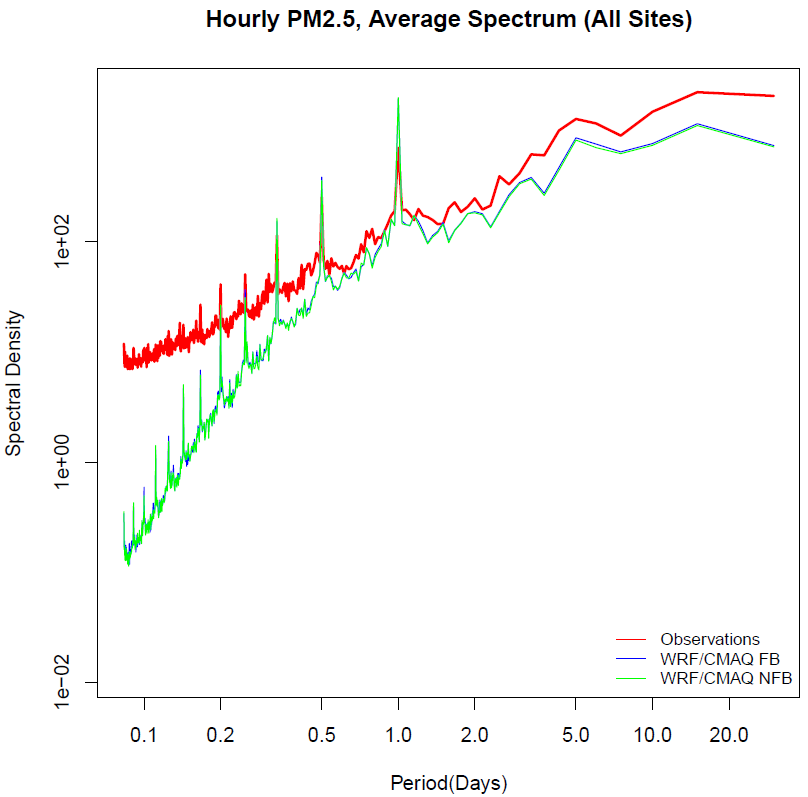 Hourly PM2.5, Average Spectrum (All Sites)
Spectral Density
1e+02
1e+00
1e−02
0.1 0.2 0.5 1.0 2.0 5.0 10.0 20.0
Period(Days)
Observations
WRF/CMAQ FB
WRF/CMAQ NFB